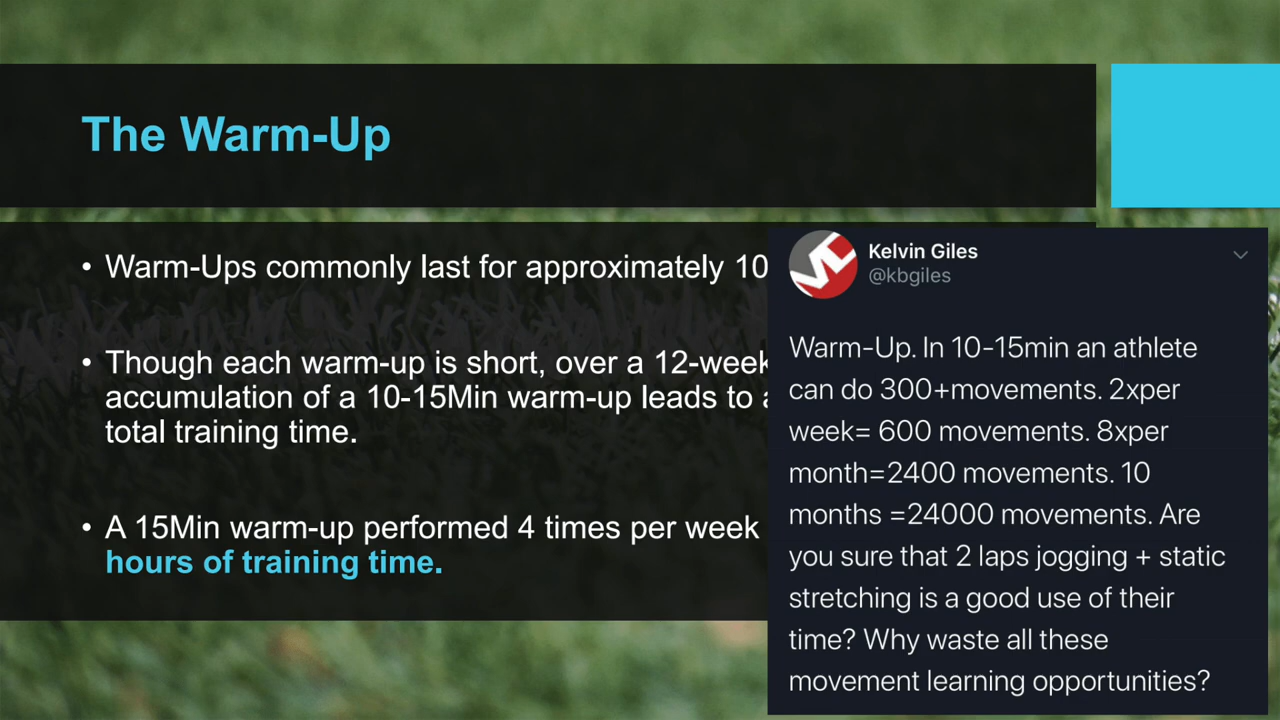 The Warm-Up
• Warm-Ups commonly last for approximately 10
• Though each warm-up is short, over a 12-week
accumulation of a 10-15Min warm-up leads to
total training time.
• A 15Min warm-up performed 4 times per week
hours of training time.
Kelvin Giles
@kbgiles
Warm-Up. In 10-15min an athlete
can do 300+movements. 2xper
week= 600 movements. 8xper
month=2400 movements. 10
months =24000 movements. Are
you sure that 2 laps jogging + static
stretching is a good use of their
time? Why waste all these
movement learning opportunities?